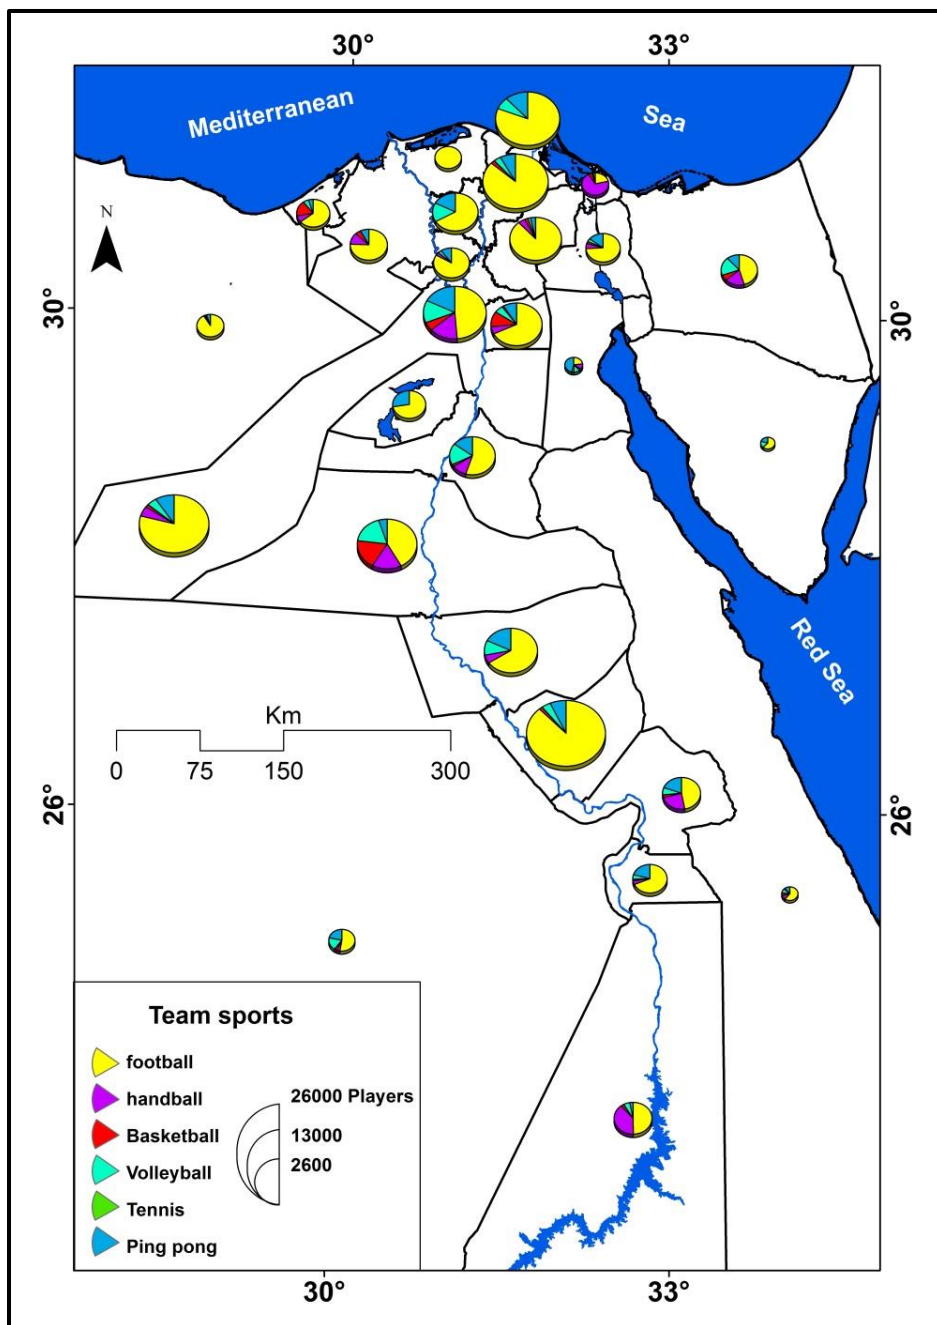 30° 33°
Mediterranean Sea
N
30° 30°
Red Sea
Km
0 75 150 300
26° 26°
Team sports
football
handball
Basketball
Volleyball
Tennis
Ping pong
26000 Players
13000
2600
30° 33°